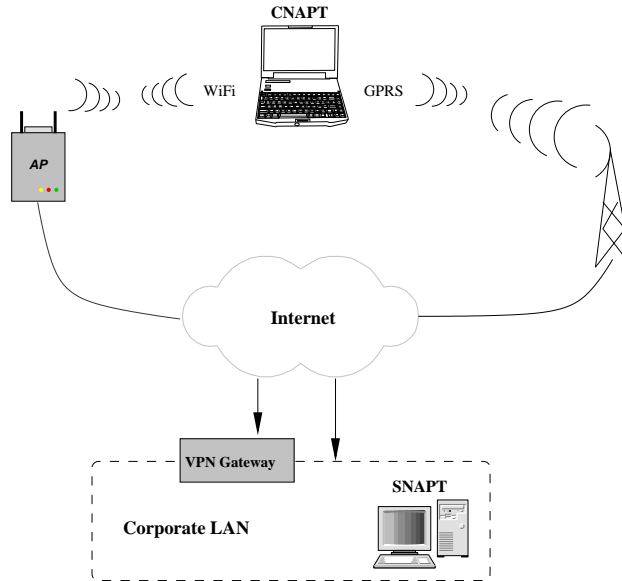 CNAPT
WiFi
GPRS
AP
Internet
VPN Gateway
SNAPT
Corporate LAN